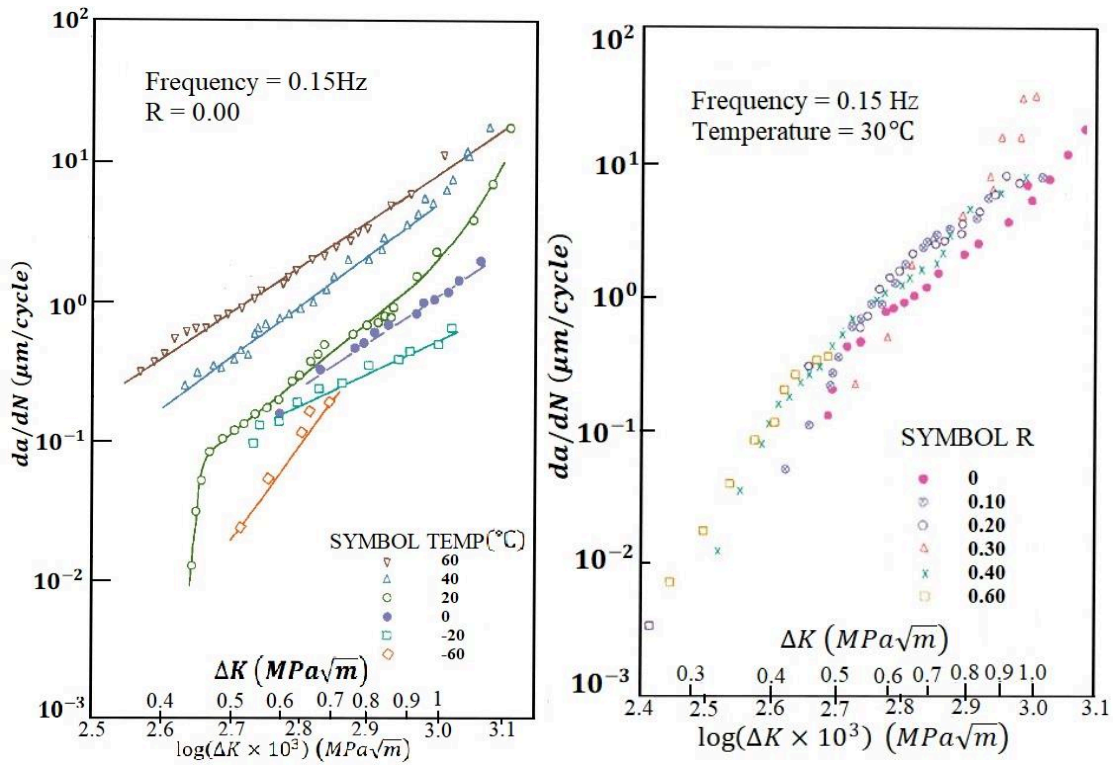 10²
Frequency = 0.15Hz
R = 0.00
10¹
10⁰
da/dN (μm/cycle)
10⁻¹
10⁻²
SYMBOL TEMP(°C)
60
40
20
0
-20
-60
ΔK (MPa√m)
0.4 0.5 0.6 0.7 0.8 0.9 1
10⁻³
2.5 2.6 2.7 2.8 2.9 3.0 3.1
log(ΔK × 10³) (MPa√m)
10²
Frequency = 0.15 Hz
Temperature = 30℃
10¹
10⁰
da/dN (μm/cycle)
10⁻¹
SYMBOL R
0
0.10
0.20
0.30
0.40
0.60
10⁻²
ΔK (MPa√m)
0.3 0.4 0.5 0.6 0.7 0.8 0.9 1.0
10⁻³
2.4 2.5 2.6 2.7 2.8 2.9 3.0 3.1
log(ΔK × 10³) (MPa√m)